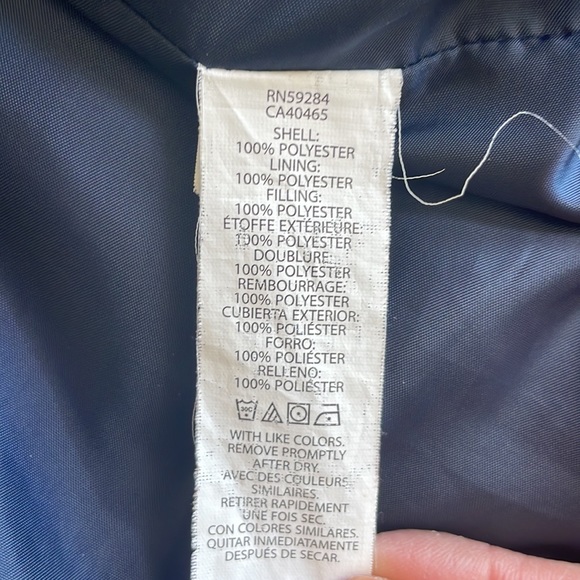 RN59284
CA40465
SHELL:
100% POLYESTER
LINING:
100% POLYESTER
FILLING:
100% POLYESTER
ÉTOFFE EXTÉRIEURE:
100% POLYESTER
DOUBLURE:
100% POLYESTER
REMBOURRAGE:
100% POLYESTER
CUBIERTA EXTERIOR:
100% POLIÉSTER
FORRO:
100% POLIÉSTER
RELLENO:
100% POLIÉSTER
30C
WITH LIKE COLORS.
REMOVE PROMPTLY
AFTER DRY.
AVEC DES COULEURS
SIMILAIRES.
RETIRER RAPIDEMENT
UNE FOIS SEC.
CON COLORES SIMILARES.
QUITAR INMEDIATAMENTE
DESPUÉS DE SECAR.